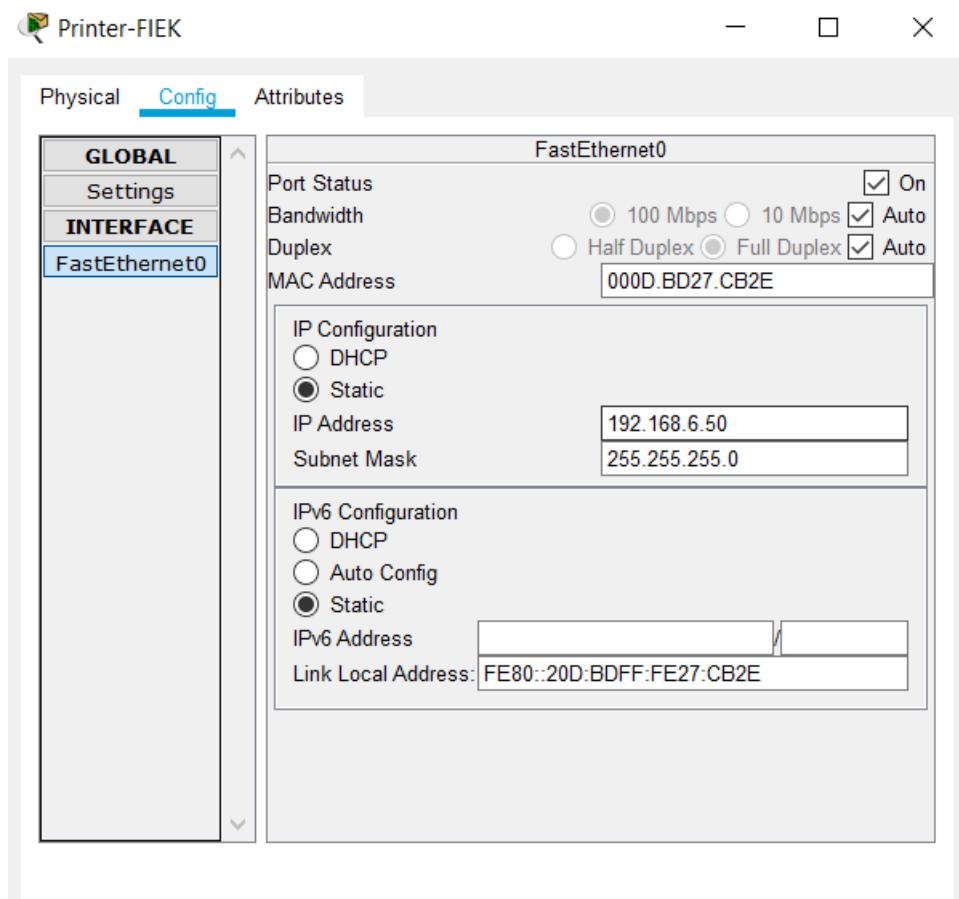 Printer-FIEK
Physical Config Attributes
GLOBAL
Settings
INTERFACE
FastEthernet0
FastEthernet0
Port Status On
Bandwidth 100 Mbps 10 Mbps Auto
Duplex Half Duplex Full Duplex Auto
MAC Address 000D.BD27.CB2E
IP Configuration
DHCP
Static
IP Address 192.168.6.50
Subnet Mask 255.255.255.0
IPv6 Configuration
DHCP
Auto Config
Static
IPv6 Address /
Link Local Address: FE80::20D:BDFF:FE27:CB2E